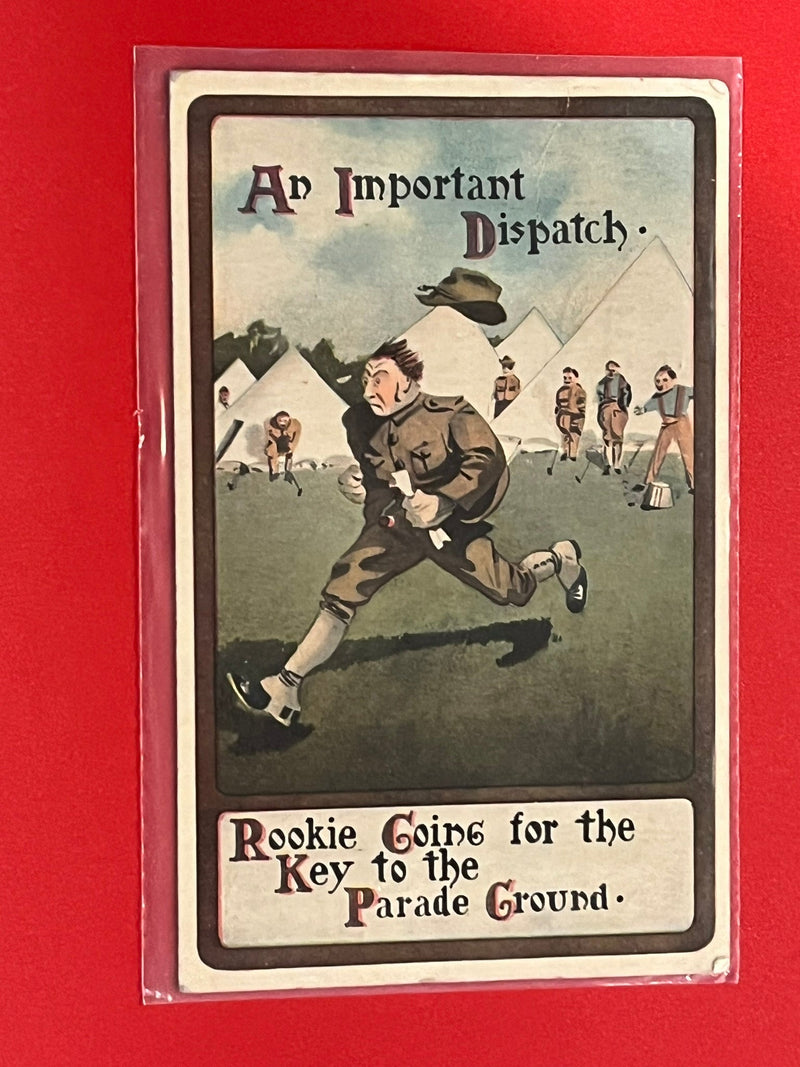 An Important
Dispatch.
Rookie Going for the
Key to the
Parade Ground.